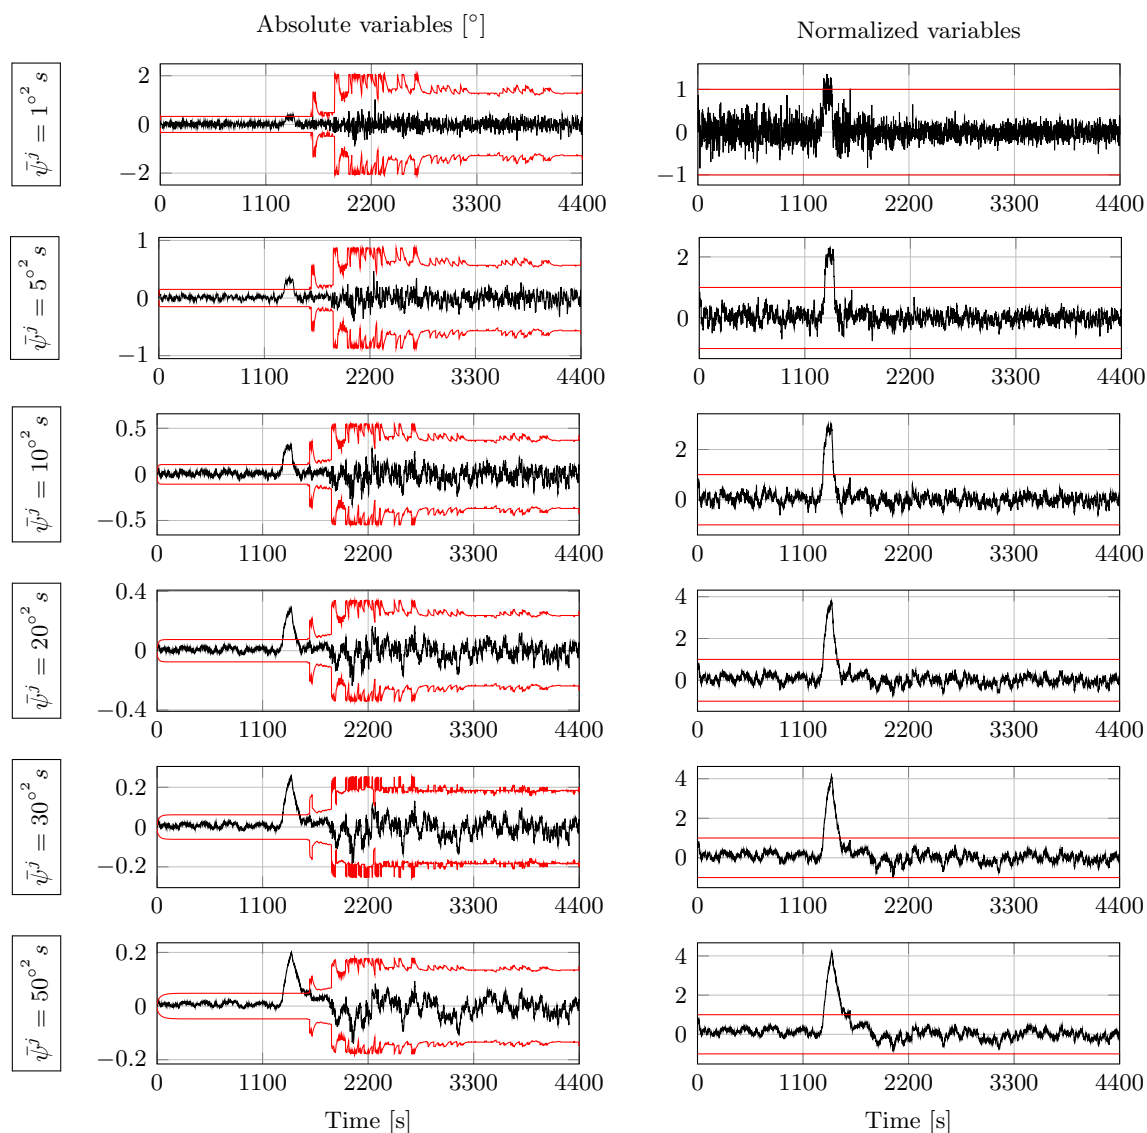 Absolute variables [°]
Normalized variables
ψ̄ʲ = 1°² s
2
0
−2
0 1100 2200 3300 4400
1
0
−1
0 1100 2200 3300 4400
ψ̄ʲ = 5°² s
1
0
−1
0 1100 2200 3300 4400
2
0
0 1100 2200 3300 4400
ψ̄ʲ = 10°² s
0.5
0
−0.5
0 1100 2200 3300 4400
2
0
0 1100 2200 3300 4400
ψ̄ʲ = 20°² s
0.4
0
−0.4
0 1100 2200 3300 4400
4
2
0
0 1100 2200 3300 4400
ψ̄ʲ = 30°² s
0.2
0
−0.2
0 1100 2200 3300 4400
4
2
0
0 1100 2200 3300 4400
ψ̄ʲ = 50°² s
0.2
0
−0.2
0 1100 2200 3300 4400
4
2
0
0 1100 2200 3300 4400
Time [s]
Time [s]